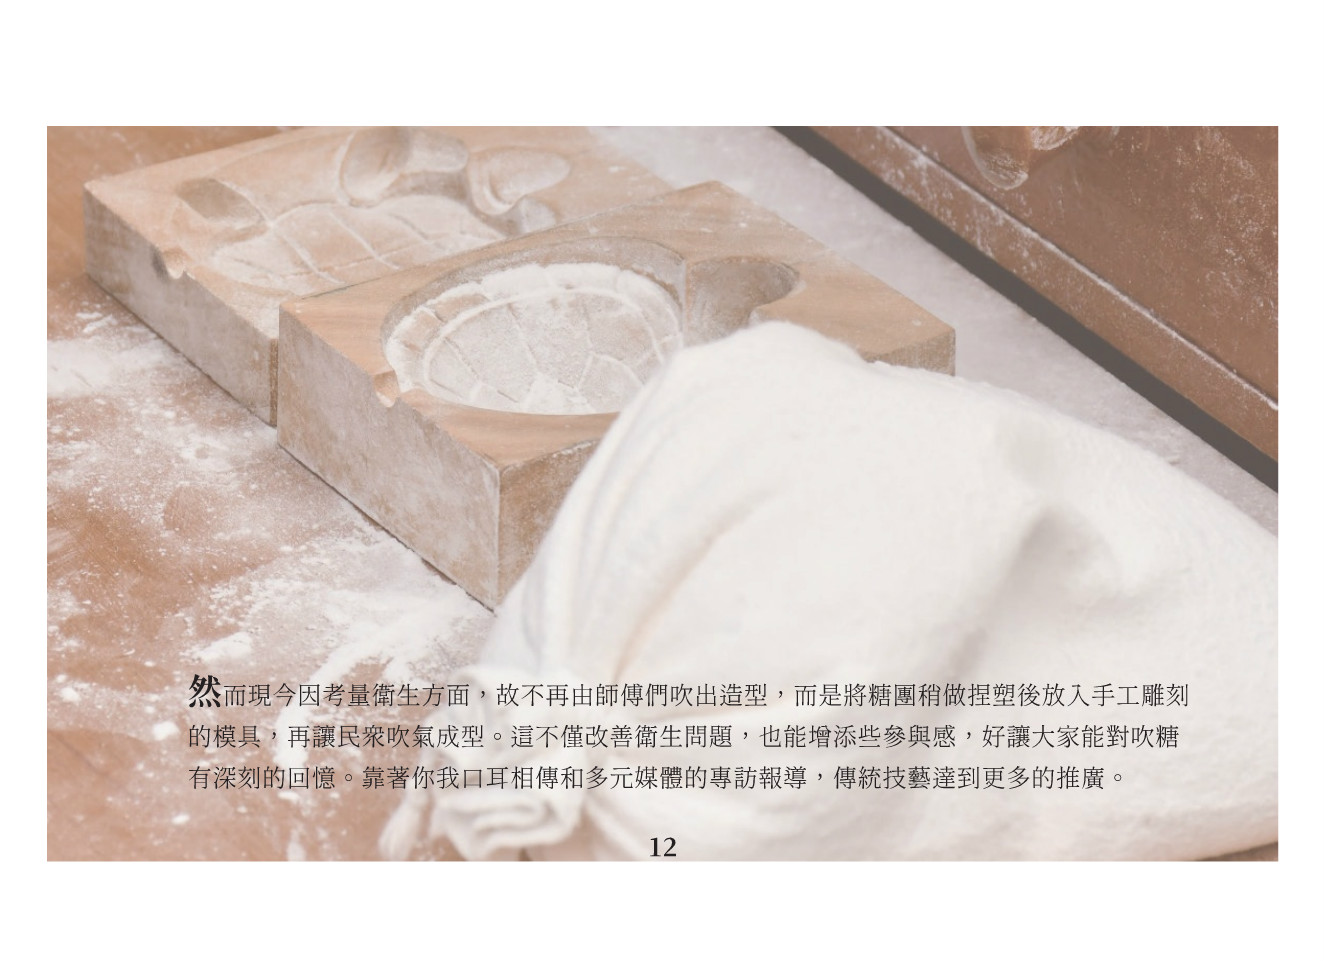 然而現今因考量衛生方面，故不再由師傅們吹出造型，而是將糖團稍做捏塑後放入手工雕刻
的模具，再讓民眾吹氣成型。這不僅改善衛生問題，也能增添些參與感，好讓大家能對吹糖
有深刻的回憶。靠著你我口耳相傳和多元媒體的專訪報導，傳統技藝達到更多的推廣。
12